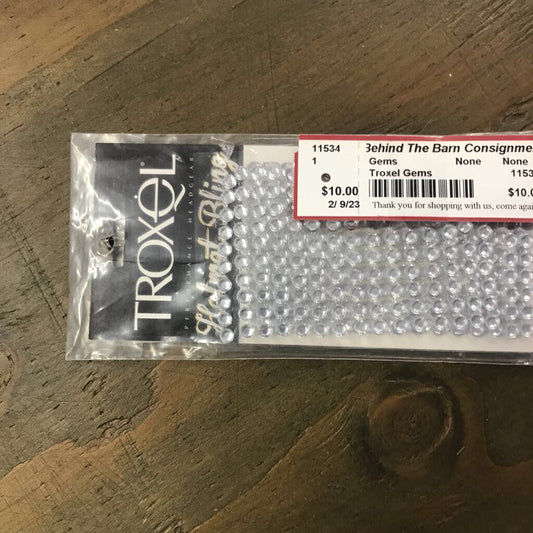 TROXEL®
PERFORMANCE HEADGEAR
Helmet Bling
11534
1
$10.00
2/ 9/23
Behind The Barn Consignme
Gems None None
Troxel Gems 1153
$10.0
Thank you for shopping with us, come agai